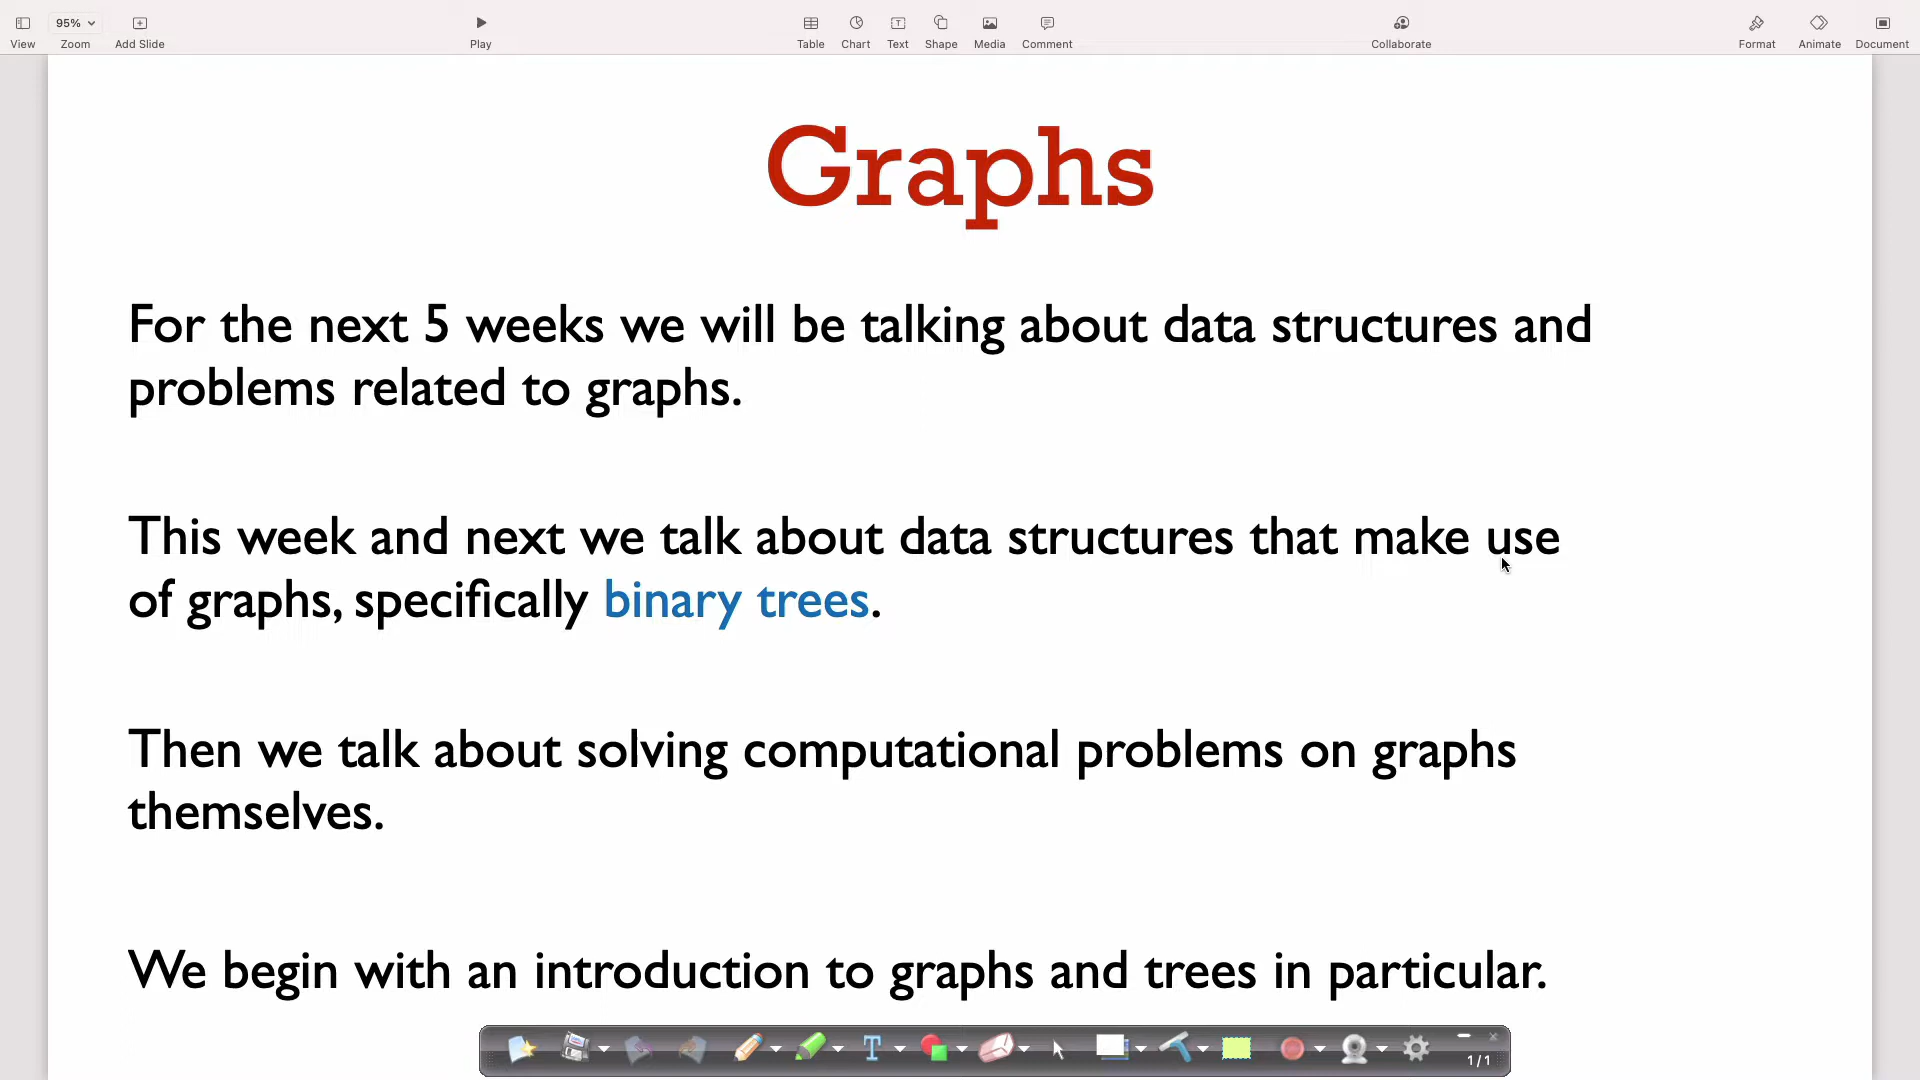 95%
View Zoom Add Slide Play Table Chart Text Shape Media Comment Collaborate Format Animate Document
Graphs
For the next 5 weeks we will be talking about data structures and
problems related to graphs.
This week and next we talk about data structures that make use
of graphs, specifically binary trees.
Then we talk about solving computational problems on graphs
themselves.
We begin with an introduction to graphs and trees in particular.
1/1